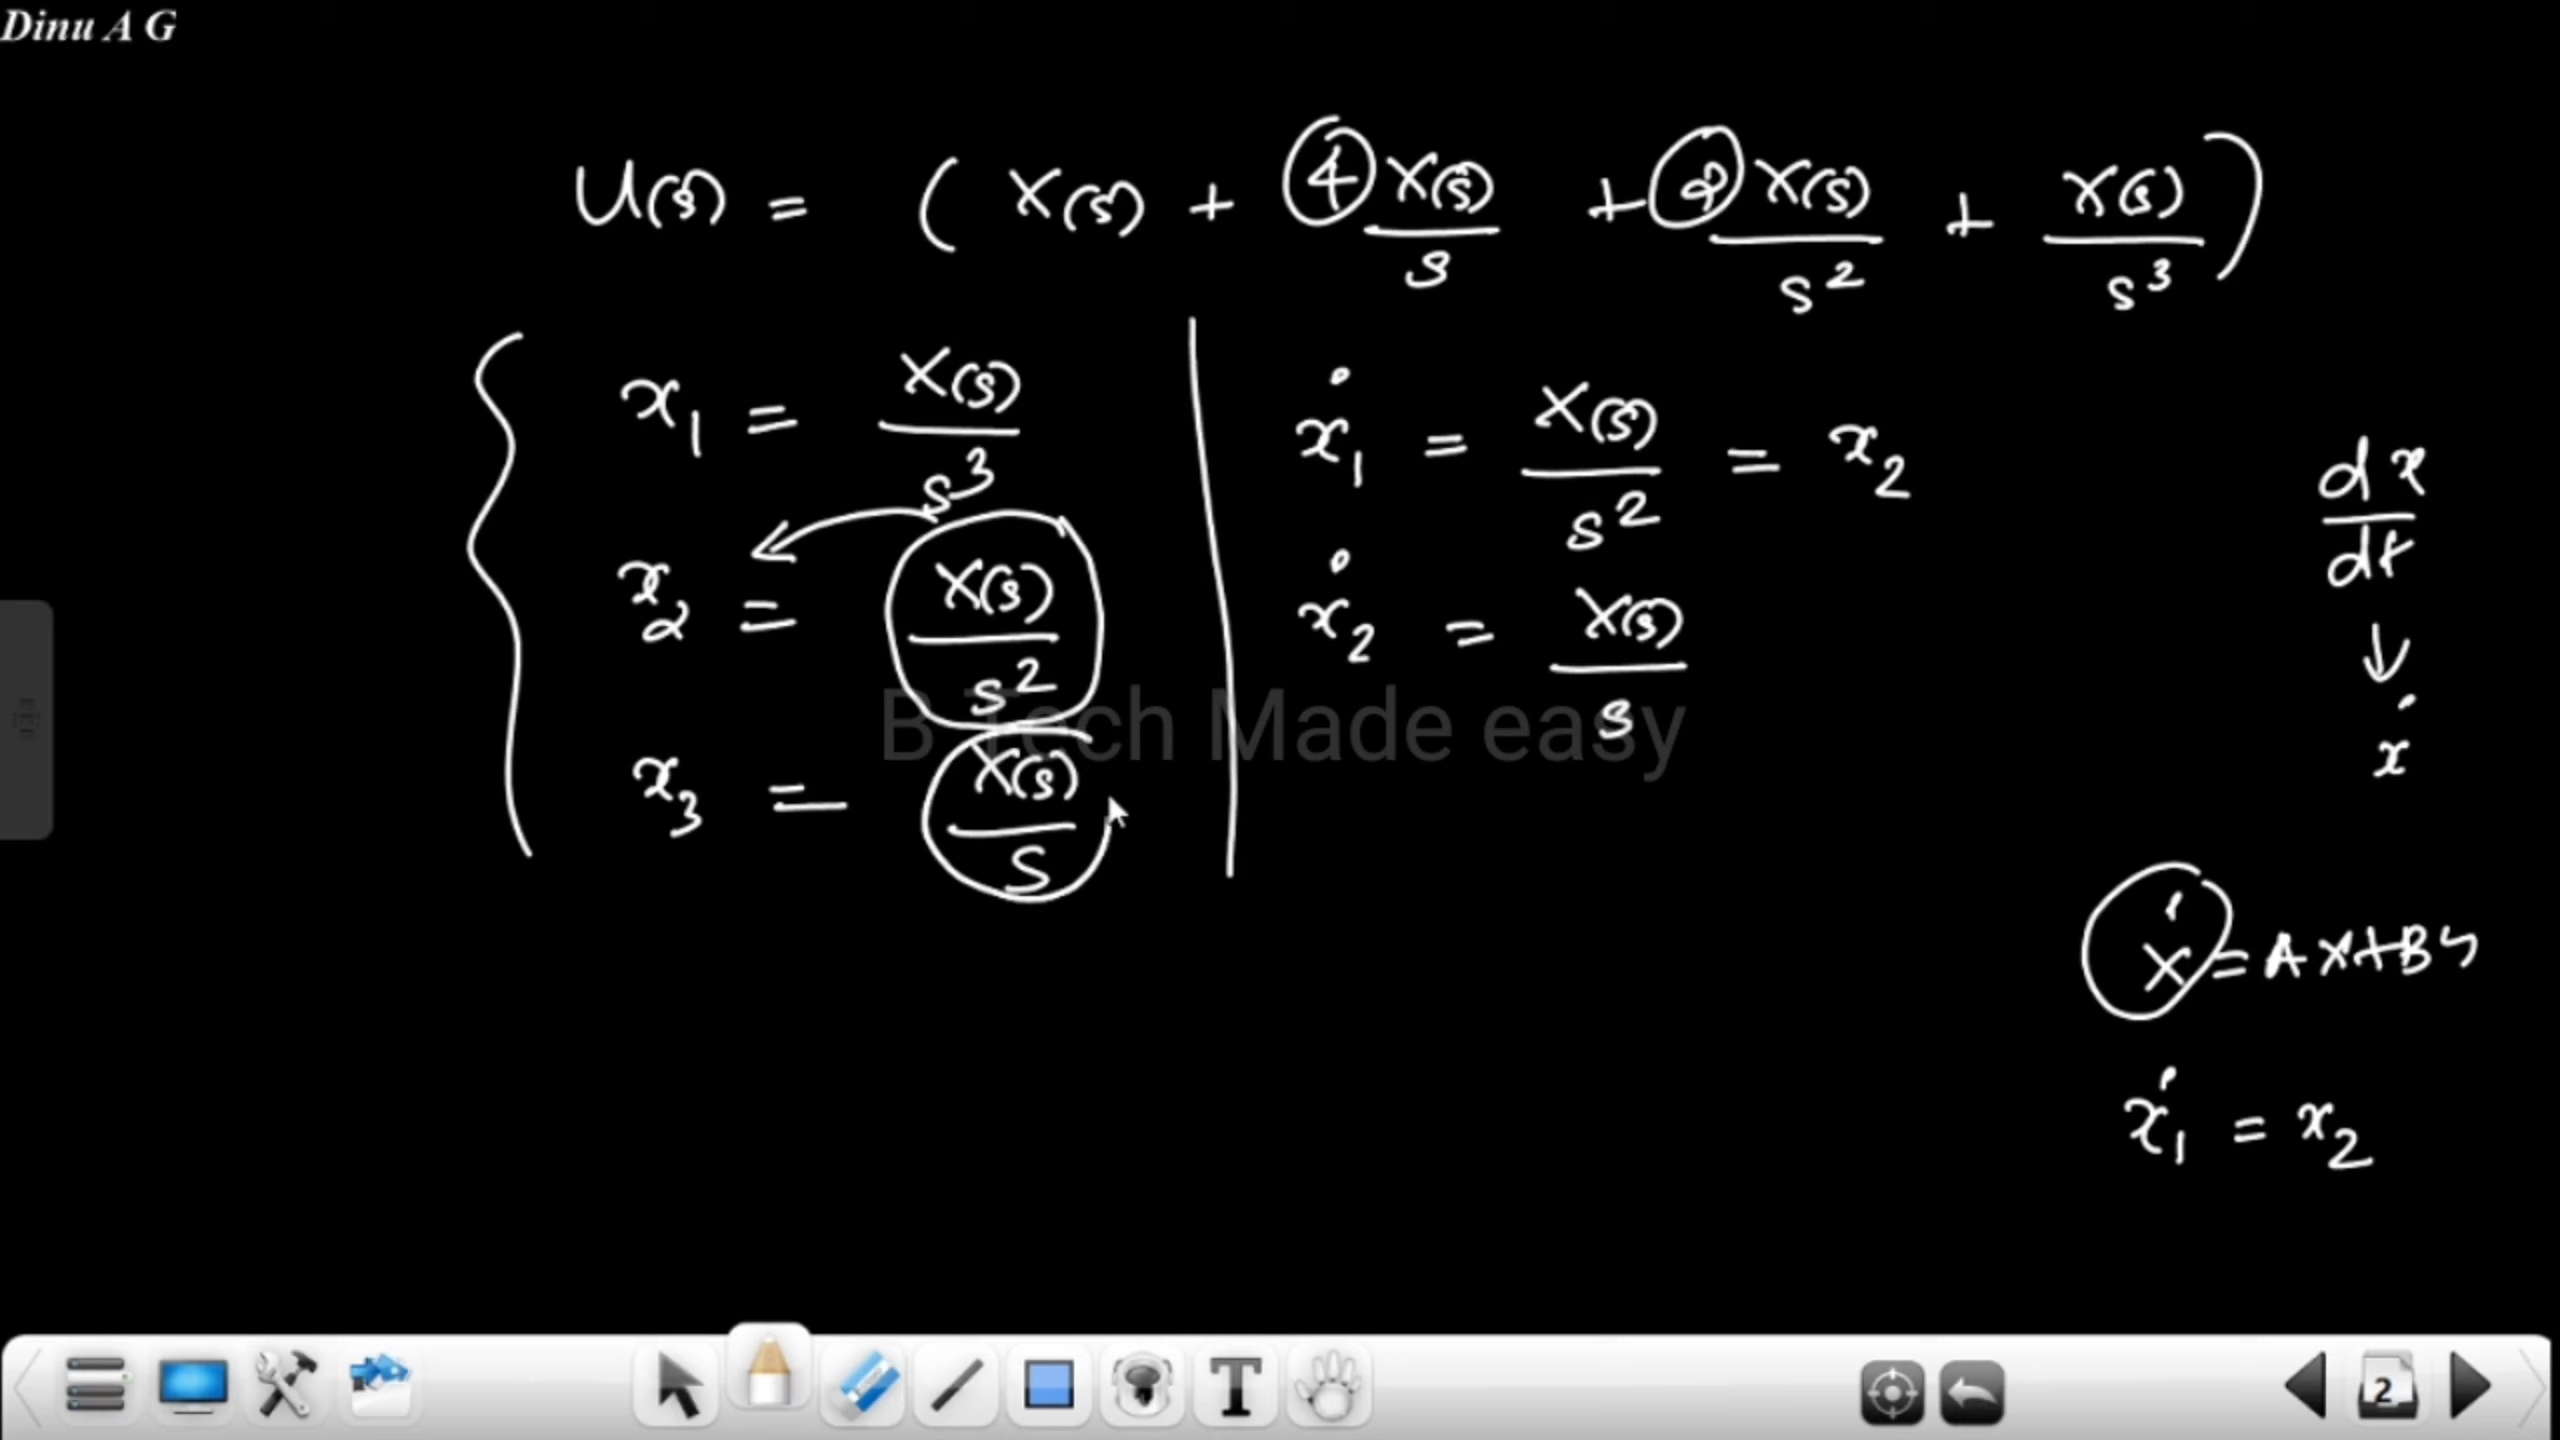 Dinu A G
U(s) = ( X(s) + 4 X(s)/s + 2 X(s)/s² + X(s)/s³ )
x₁ = X(s)/s³
ẋ₁ = X(s)/s² = x₂
dx/dt
↓
ẋ
x₂ = X(s)/s²
ẋ₂ = X(s)/s
B Tech Made easy
x₃ = X(s)/s
Ẋ = AX+BU
ẋ₁ = x₂
2